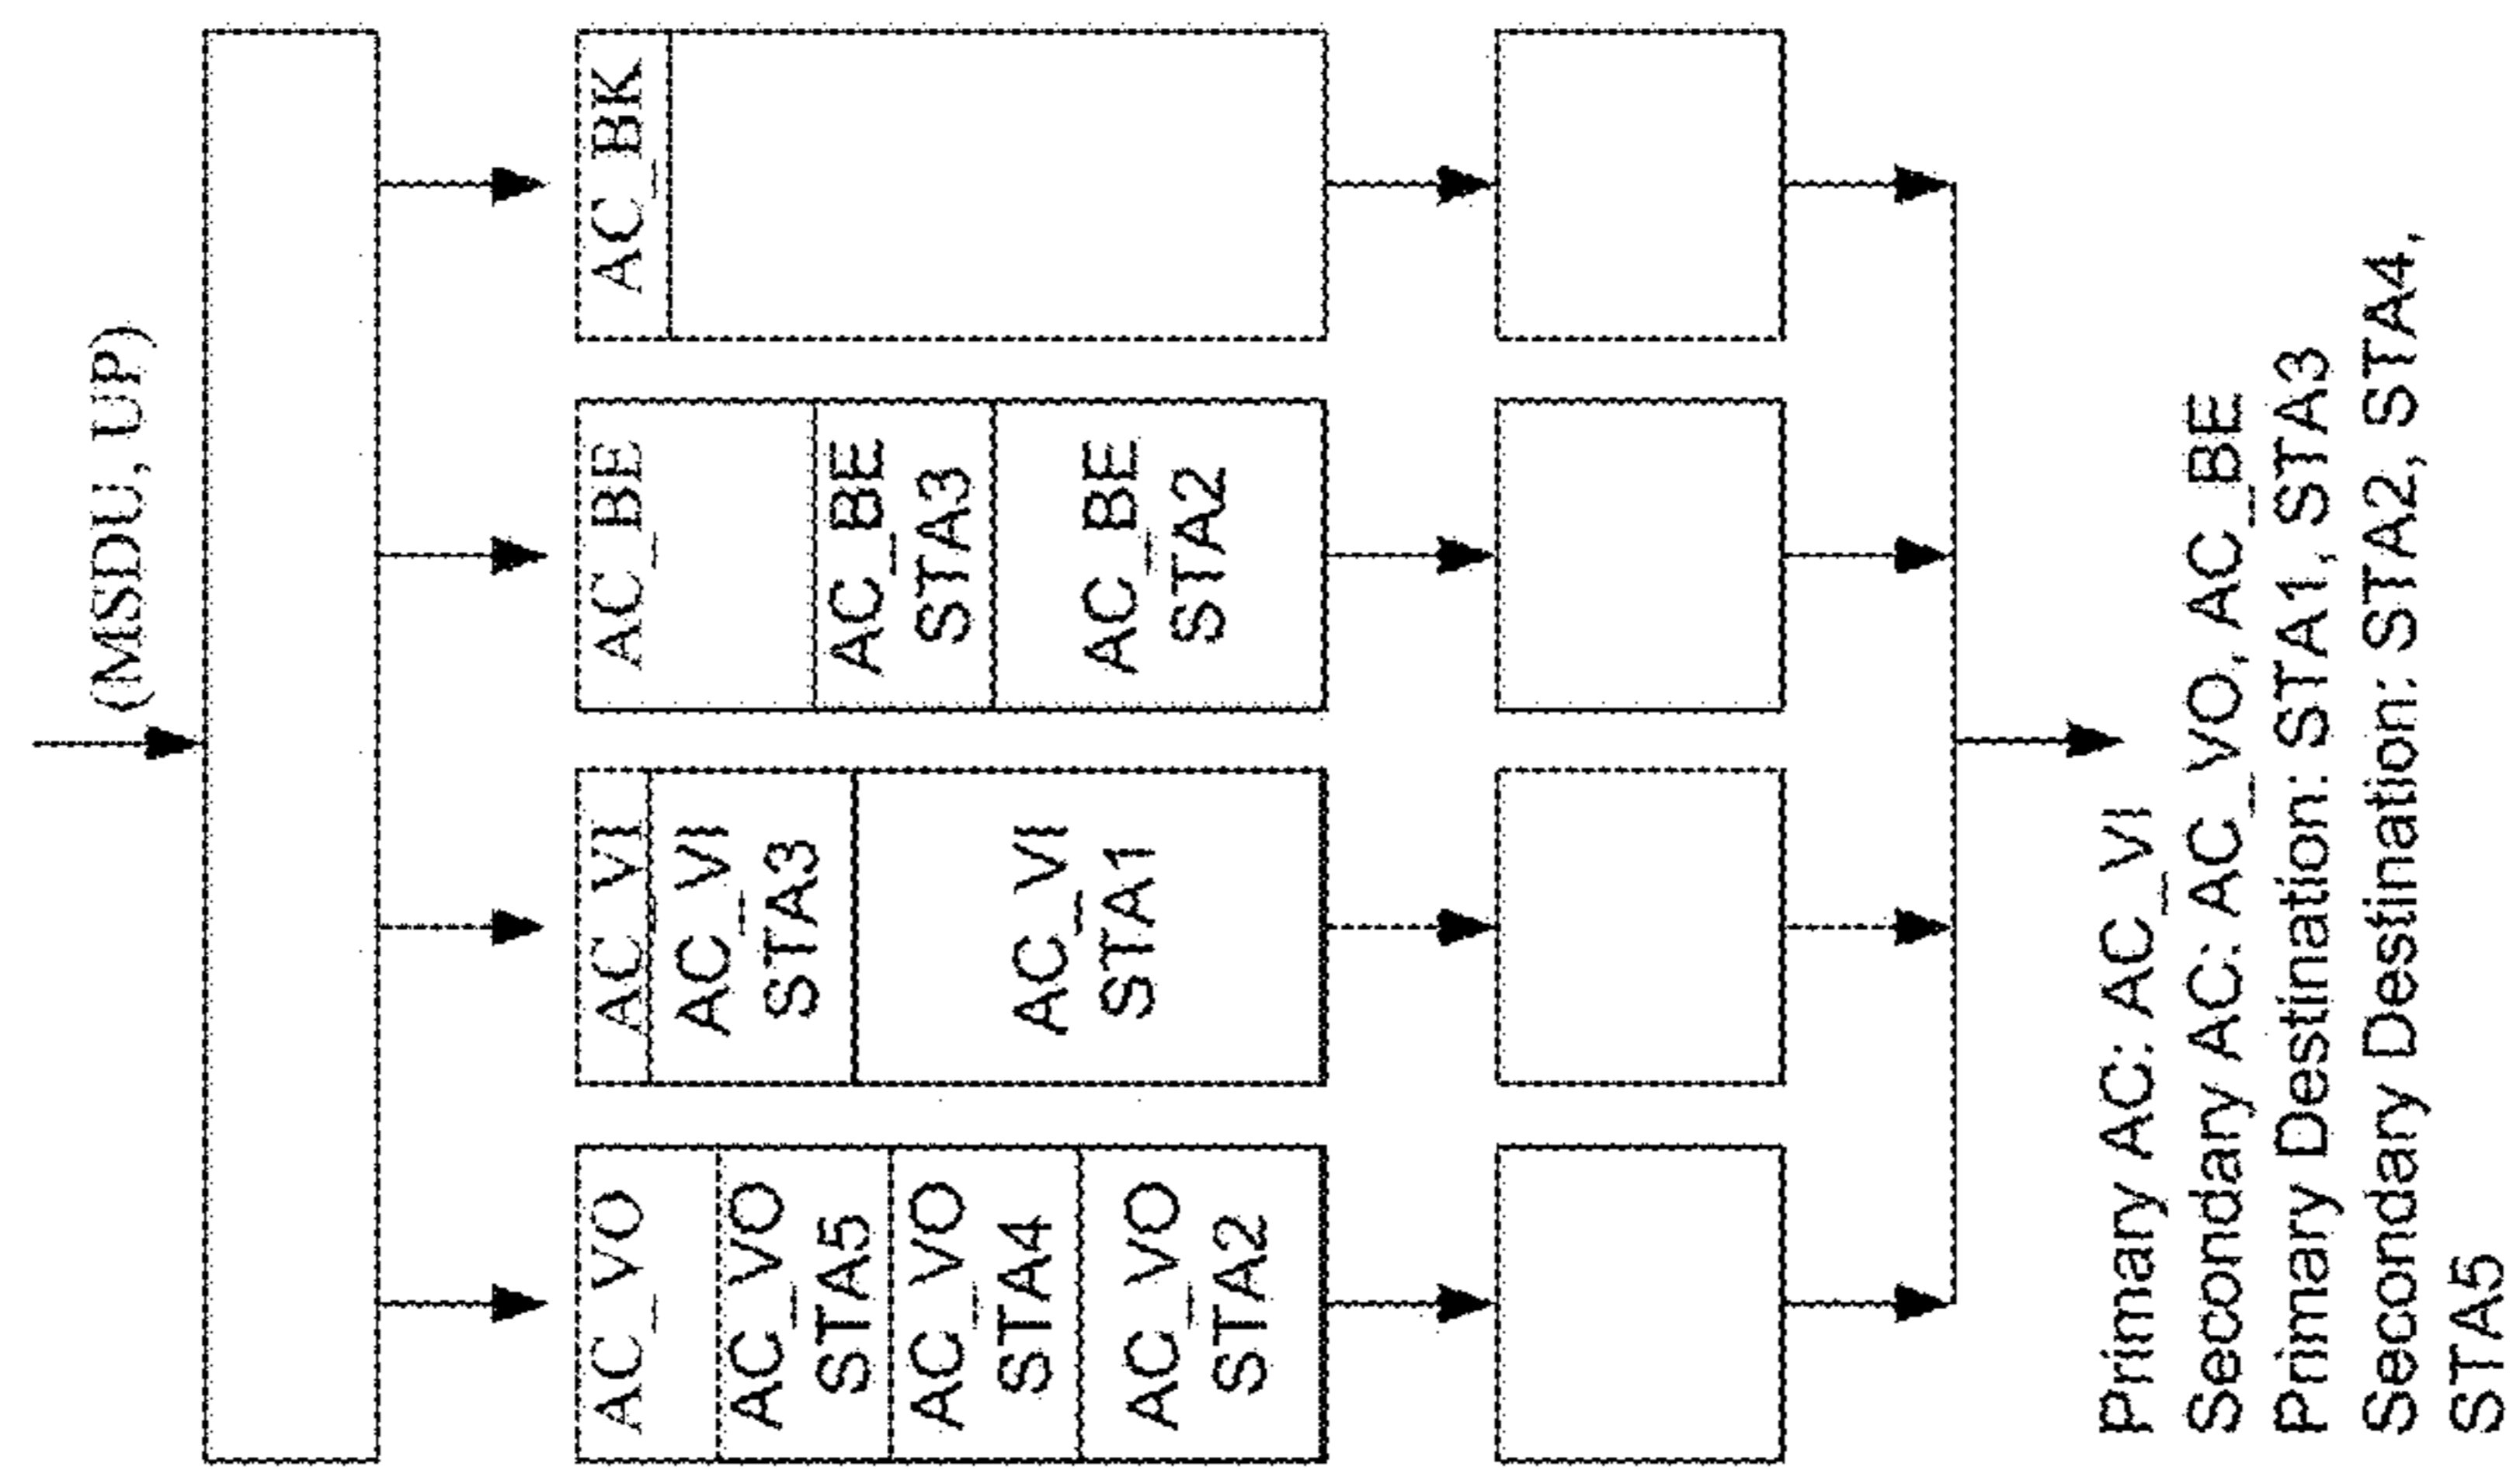 (MSDU, UP)
AC_VO
AC_VO
STA5
AC_VO
STA4
AC_VO
STA2
AC_VI
AC_VI
STA3
AC_VI
STA1
AC_BE
AC_BE
STA3
AC_BE
STA2
AC_BK
Primary AC: AC_VI
Secondary AC: AC_VO, AC_BE
Primary Destination: STA1, STA3
Secondary Destination: STA2, STA4,
STA5